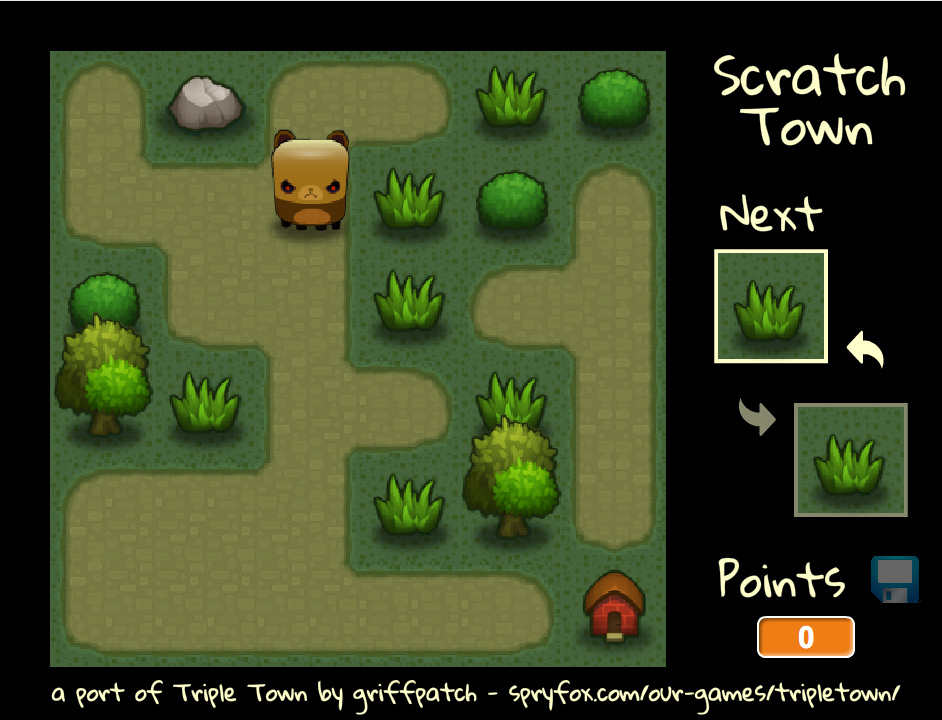 Scratch
Town
Next
Points
0
a port of Triple Town by griffpatch - spryfox.com/our-games/tripletown/